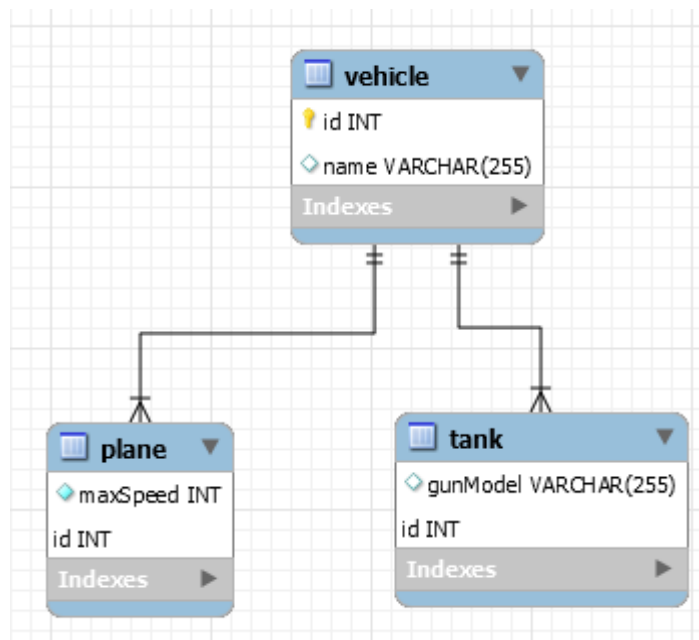 vehicle
id INT
name VARCHAR(255)
Indexes
plane
maxSpeed INT
id INT
Indexes
tank
gunModel VARCHAR(255)
id INT
Indexes